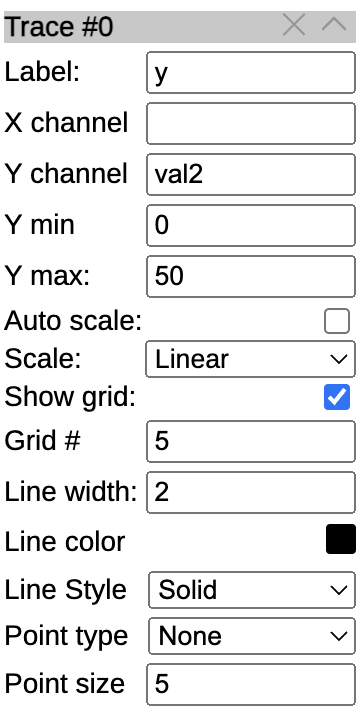 Trace #0
Label: y
X channel
Y channel val2
Y min 0
Y max: 50
Auto scale:
Scale: Linear
Show grid:
Grid # 5
Line width: 2
Line color
Line Style Solid
Point type None
Point size 5